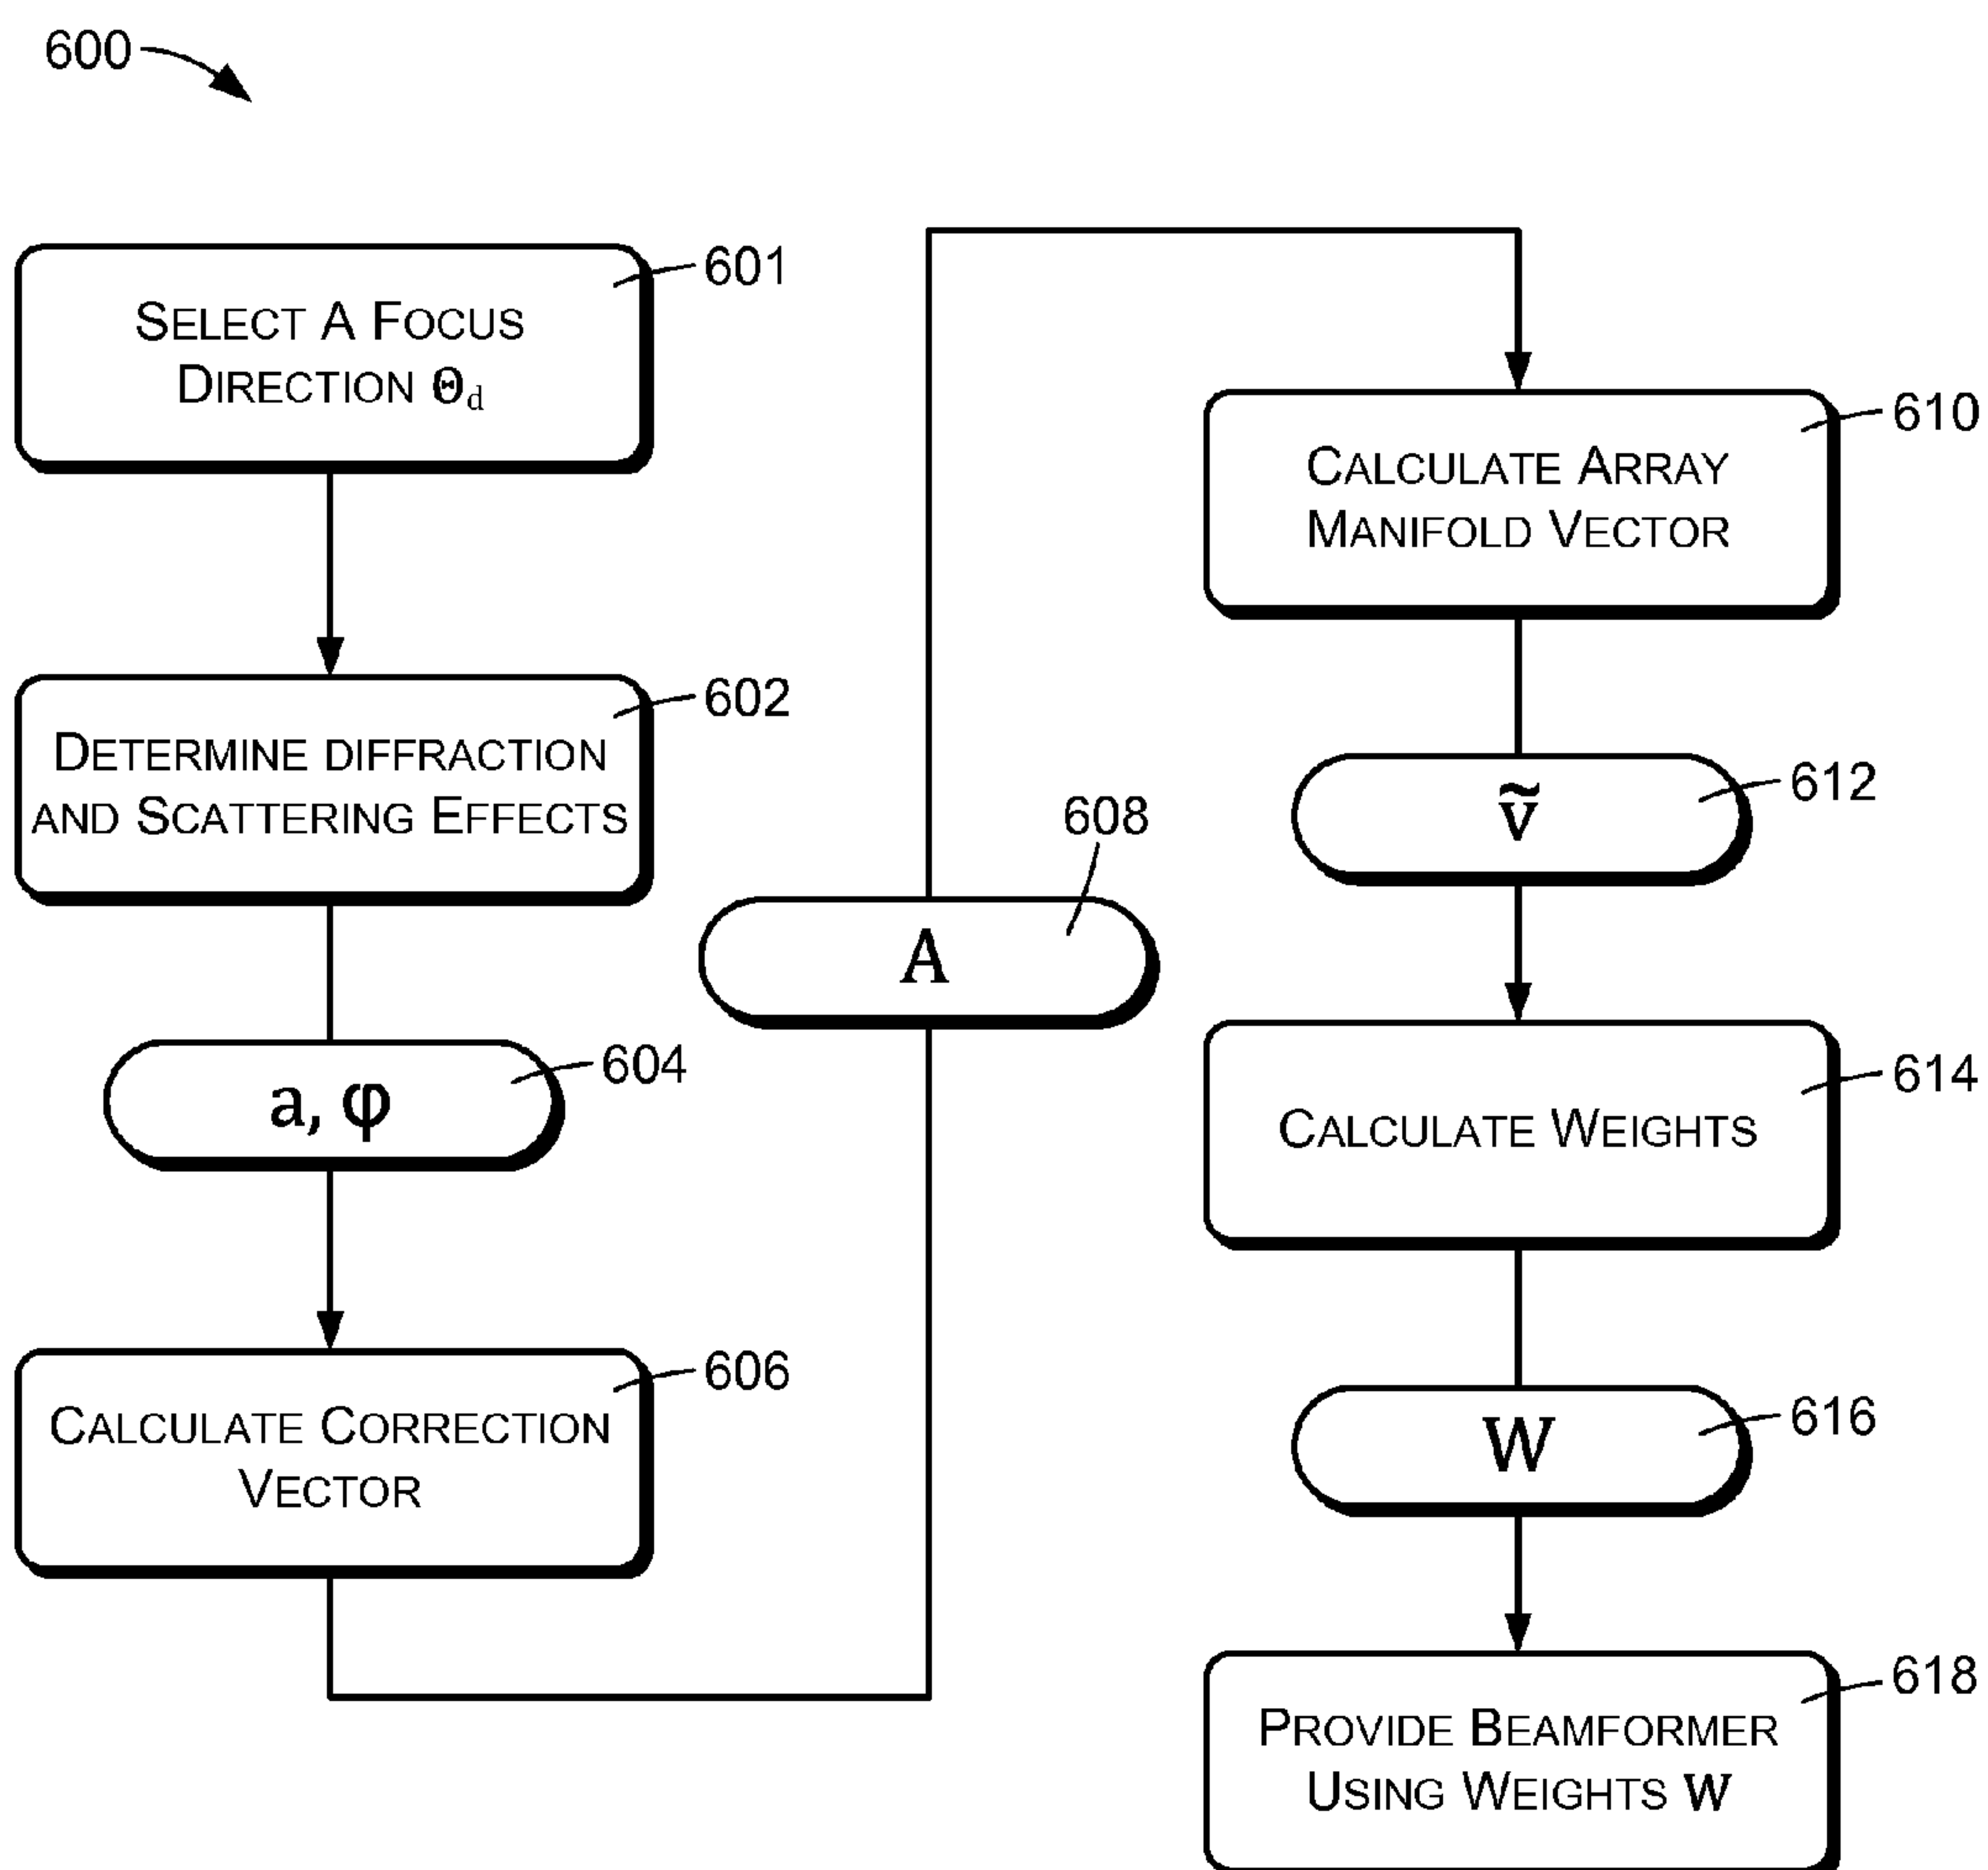 600
601
SELECT A FOCUS
DIRECTION Θd
602
DETERMINE DIFFRACTION
AND SCATTERING EFFECTS
604
a, φ
606
CALCULATE CORRECTION
VECTOR
608
A
610
CALCULATE ARRAY
MANIFOLD VECTOR
612
ṽ
614
CALCULATE WEIGHTS
616
W
618
PROVIDE BEAMFORMER
USING WEIGHTS W